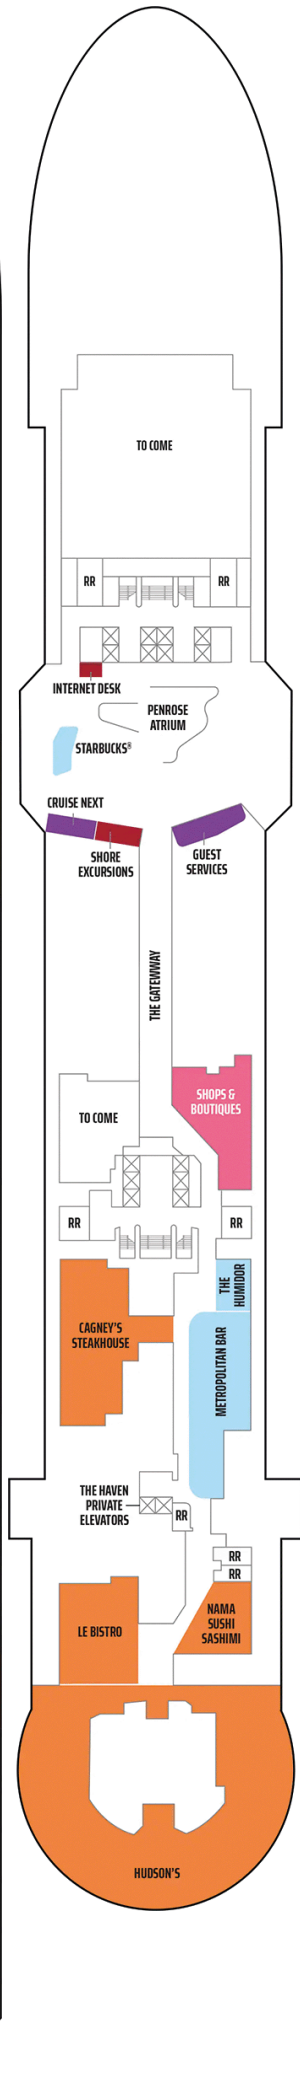 TO COME
RR
RR
INTERNET DESK
PENROSE
ATRIUM
STARBUCKS®
CRUISE NEXT
SHORE
EXCURSIONS
GUEST
SERVICES
THE GATEWWAY
SHOPS &
BOUTIQUES
TO COME
RR
RR
THE
HUMIDOR
CAGNEY'S
STEAKHOUSE
METROPOLITAN BAR
THE HAVEN
PRIVATE
ELEVATORS
RR
RR
RR
LE BISTRO
NAMA
SUSHI
SASHIMI
HUDSON'S